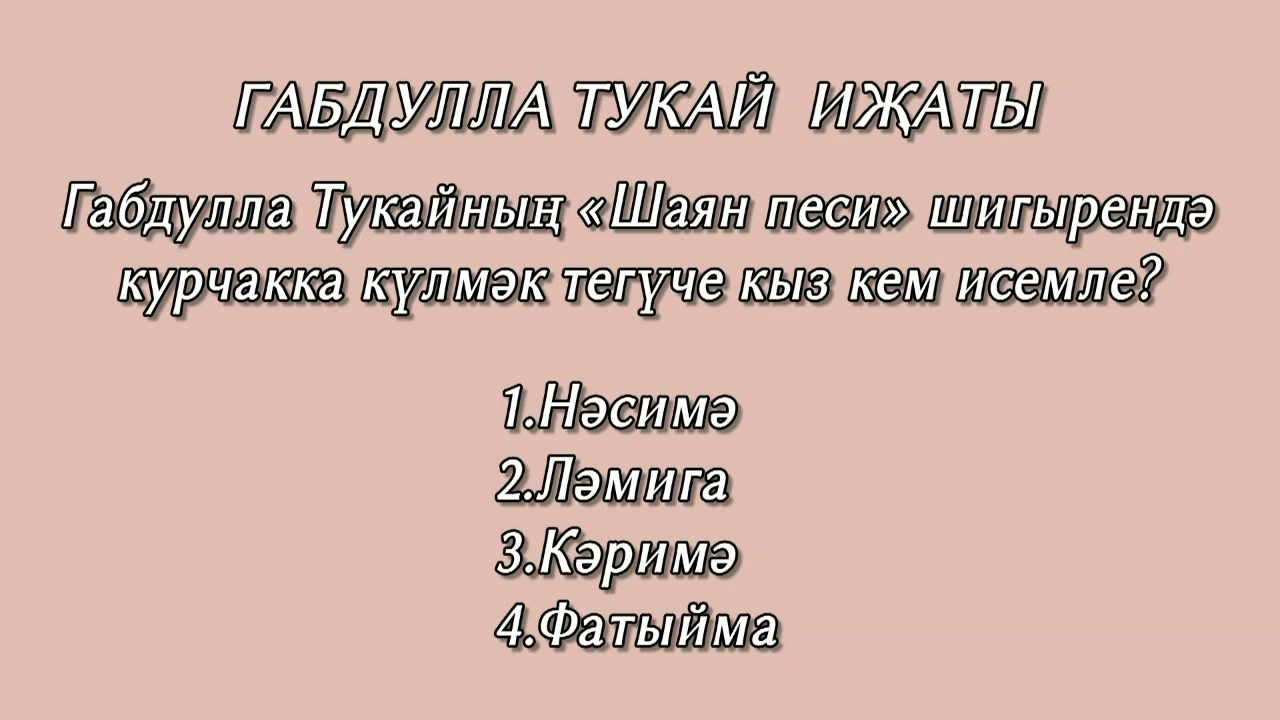 ГАБДУЛЛА ТУКАЙ ИҖАТЫ
Габдулла Тукайның «Шаян песи» шигырендә
курчакка күлмәк тегүче кыз кем исемле?
1.Нәсимә
2.Ләмига
3.Кәримә
4.Фатыйма